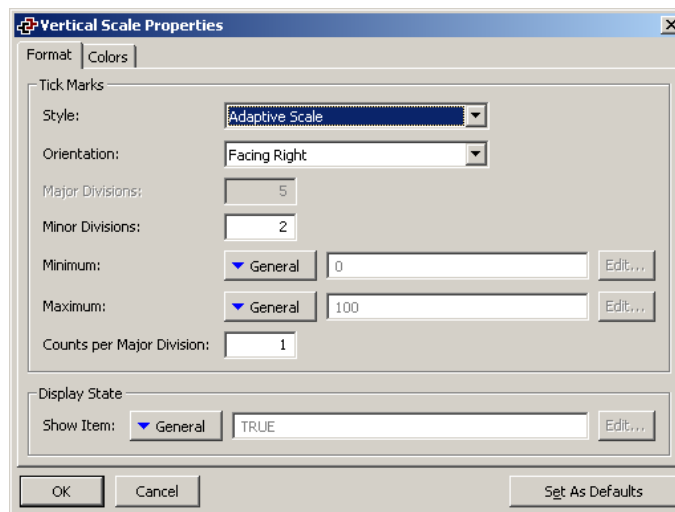 Vertical Scale Properties
Format Colors
Tick Marks
Style: Adaptive Scale
Orientation: Facing Right
Major Divisions: 5
Minor Divisions: 2
Minimum: General 0 Edit...
Maximum: General 100 Edit...
Counts per Major Division: 1
Display State
Show Item: General TRUE Edit...
OK Cancel Set As Defaults